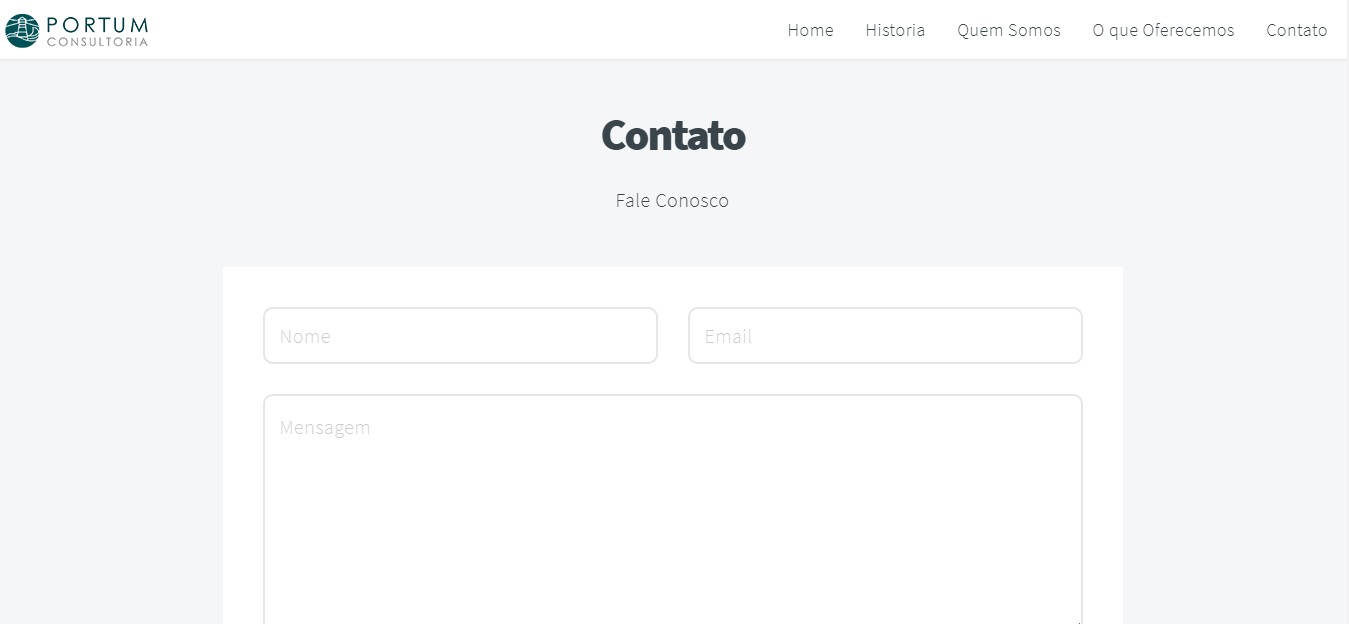 PORTUM
CONSULTORIA
Home Historia Quem Somos O que Oferecemos Contato
Contato
Fale Conosco
Nome Email
Mensagem